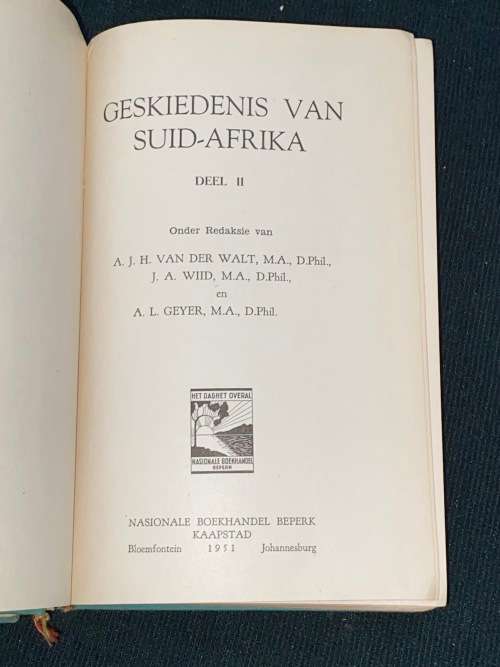 GESKIEDENIS VAN
SUID-AFRIKA
DEEL II
Onder Redaksie van
A. J. H. VAN DER WALT, M.A., D.Phil.,
J. A. WIID, M.A., D.Phil.,
en
A. L. GEYER, M.A., D.Phil.
HET DAGHET OVERAL
NASIONALE BOEKHANDEL
BEPERK
NASIONALE BOEKHANDEL BEPERK
KAAPSTAD
Bloemfontein 1951 Johannesburg